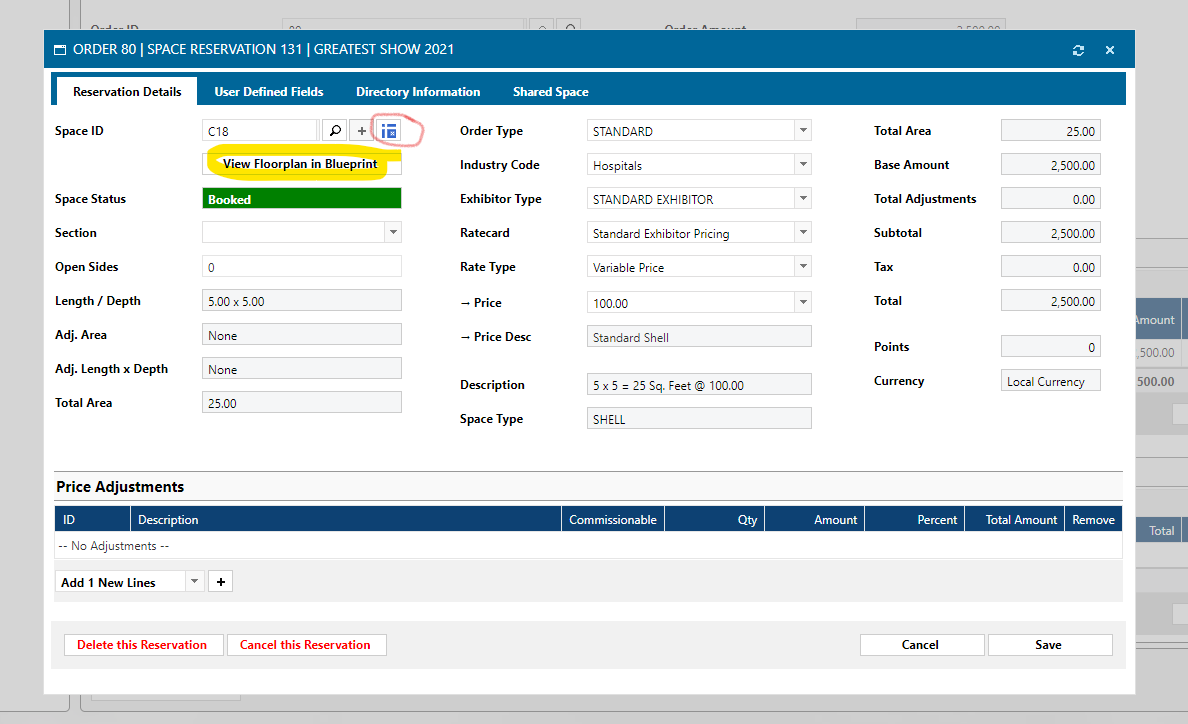 Order ID 80 Order Amount 2,500.00
ORDER 80 | SPACE RESERVATION 131 | GREATEST SHOW 2021
Reservation Details User Defined Fields Directory Information Shared Space
Space ID C18 + Order Type STANDARD Total Area 25.00
View Floorplan in Blueprint Industry Code Hospitals Base Amount 2,500.00
Space Status Booked Exhibitor Type STANDARD EXHIBITOR Total Adjustments 0.00
Section Ratecard Standard Exhibitor Pricing Subtotal 2,500.00
Open Sides 0 Rate Type Variable Price Tax 0.00
Length / Depth 5.00 x 5.00 → Price 100.00 Total 2,500.00
Amount
Adj. Area None → Price Desc Standard Shell Points 0
,500.00
Adj. Length x Depth None Description 5 x 5 = 25 Sq. Feet @ 100.00 Currency Local Currency
500.00
Total Area 25.00 Space Type SHELL
Price Adjustments
ID Description Commissionable Qty Amount Percent Total Amount Remove
Total
-- No Adjustments --
Add 1 New Lines +
Delete this Reservation Cancel this Reservation Cancel Save